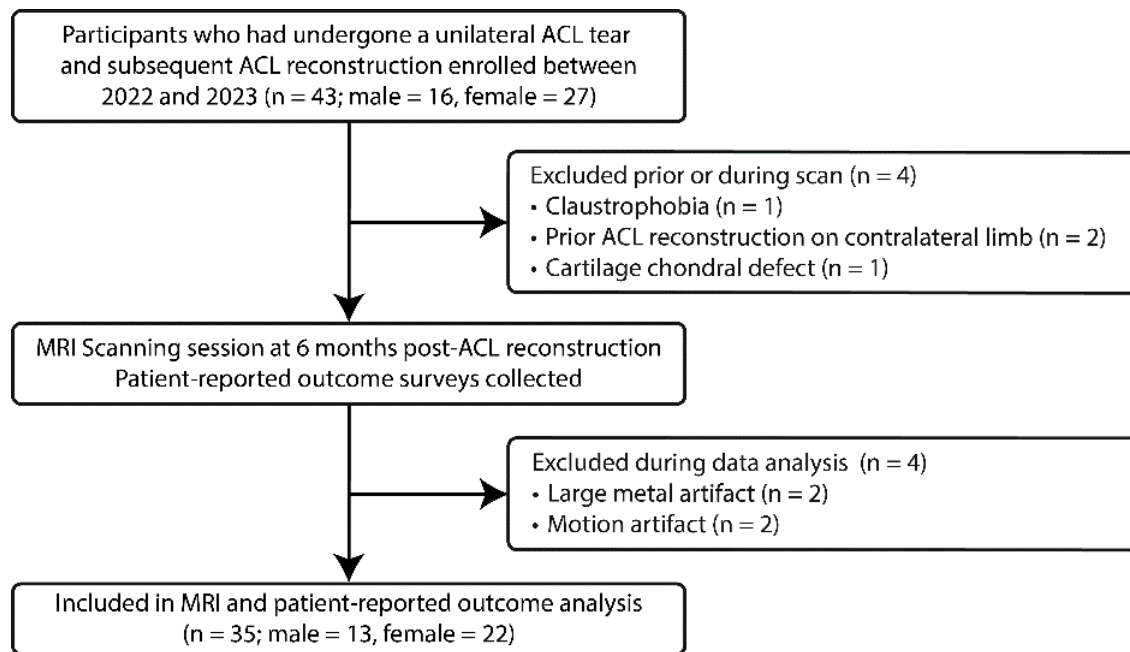 Participants who had undergone a unilateral ACL tear
and subsequent ACL reconstruction enrolled between
2022 and 2023 (n = 43; male = 16, female = 27)
Excluded prior or during scan (n = 4)
• Claustrophobia (n = 1)
• Prior ACL reconstruction on contralateral limb (n = 2)
• Cartilage chondral defect (n = 1)
MRI Scanning session at 6 months post-ACL reconstruction
Patient-reported outcome surveys collected
Excluded during data analysis (n = 4)
• Large metal artifact (n = 2)
• Motion artifact (n = 2)
Included in MRI and patient-reported outcome analysis
(n = 35; male = 13, female = 22)